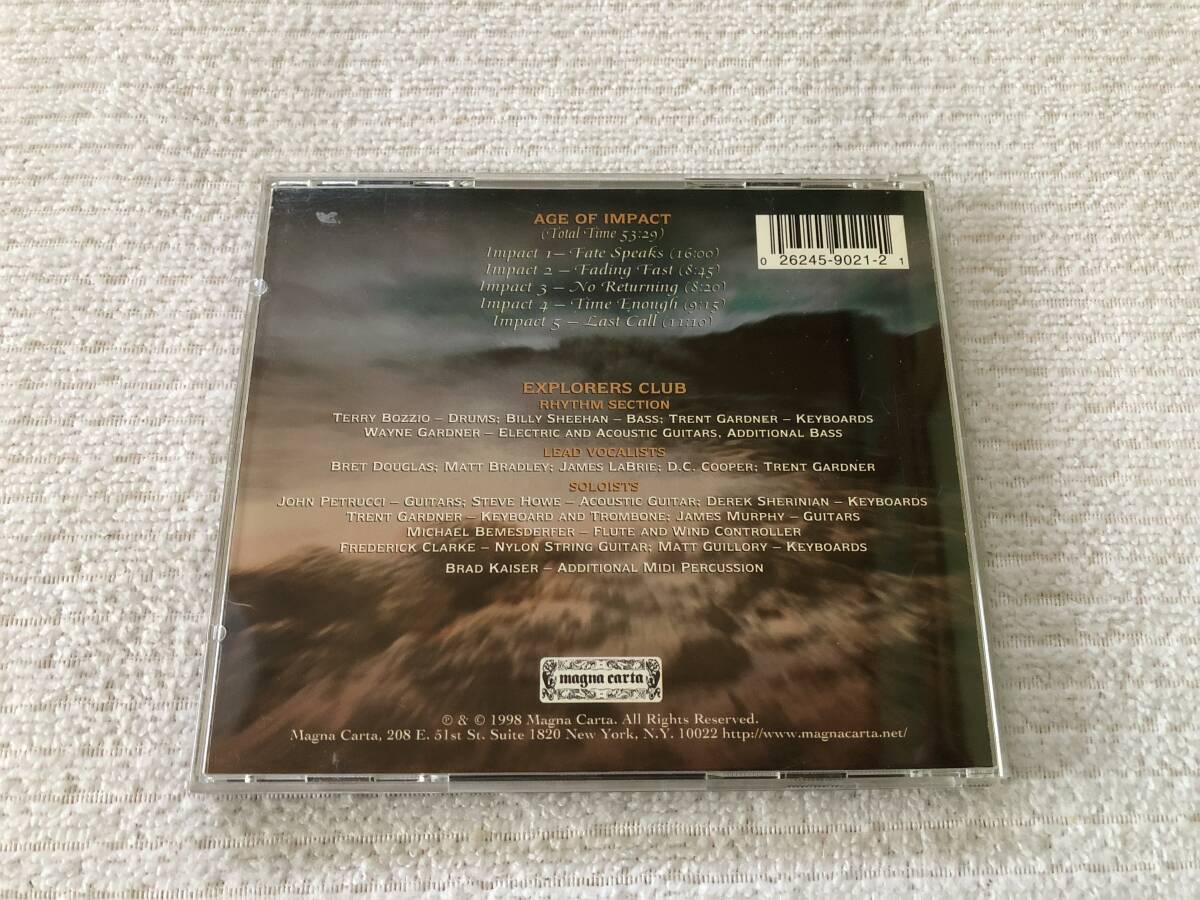 AGE OF IMPACT
(Total Time 53:29)
Impact 1 – Fate Speaks (16:00)
Impact 2 – Fading Fast (8:45)
Impact 3 – No Returning (8:20)
Impact 4 – Time Enough (9:15)
Impact 5 – Last Call (11:10)
0 26245-9021-2 1
EXPLORERS CLUB
RHYTHM SECTION
TERRY BOZZIO – DRUMS; BILLY SHEEHAN – BASS; TRENT GARDNER – KEYBOARDS
WAYNE GARDNER – ELECTRIC AND ACOUSTIC GUITARS, ADDITIONAL BASS
LEAD VOCALISTS
BRET DOUGLAS; MATT BRADLEY; JAMES LABRIE; D.C. COOPER; TRENT GARDNER
SOLOISTS
JOHN PETRUCCI – GUITARS; STEVE HOWE – ACOUSTIC GUITAR; DEREK SHERINIAN – KEYBOARDS
TRENT GARDNER – KEYBOARD AND TROMBONE; JAMES MURPHY – GUITARS
MICHAEL BEMESDERFER – FLUTE AND WIND CONTROLLER
FREDERICK CLARKE – NYLON STRING GUITAR; MATT GUILLORY – KEYBOARDS
BRAD KAISER – ADDITIONAL MIDI PERCUSSION
magna carta
℗ & © 1998 Magna Carta. All Rights Reserved.
Magna Carta, 208 E. 51st St. Suite 1820 New York, N.Y. 10022 http://www.magnacarta.net/